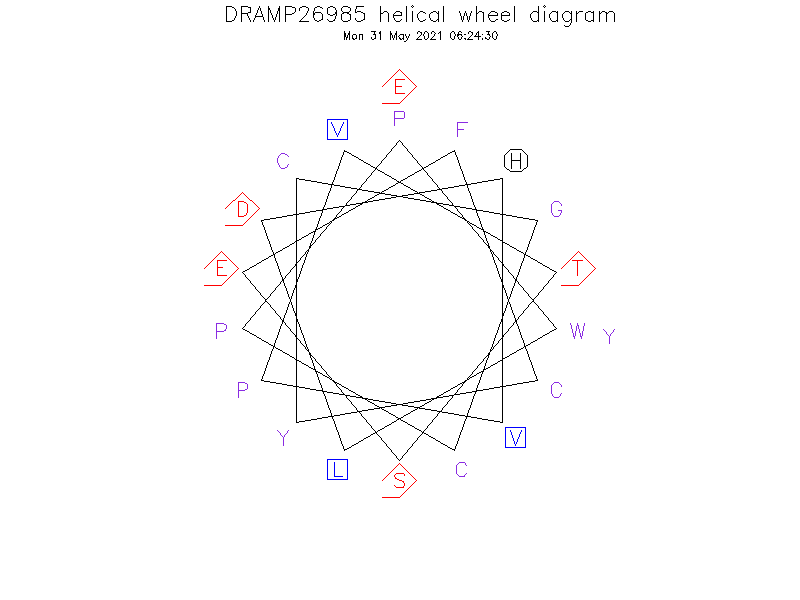 DRAMP26985 helical wheel diagram
Mon 31 May 2021 06:24:30
E
P
V F
C H
D G
E T
P W Y
P C
Y V
L C
S